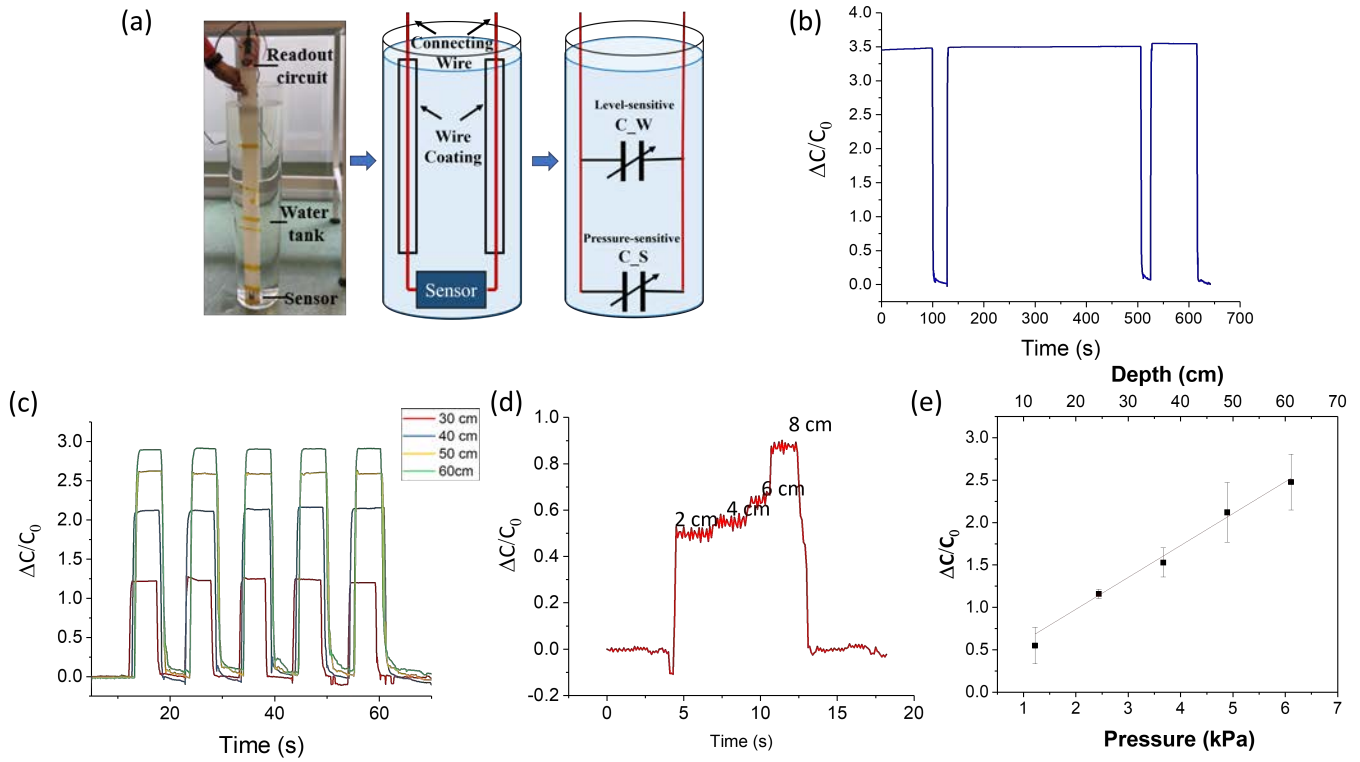 (a)
Readout
circuit
Water
tank
Sensor
Connecting
Wire
Wire
Coating
Sensor
Level-sensitive
C_W
Pressure-sensitive
C_S
(b)
ΔC/C0
3.5
3.0
2.5
2.0
1.5
1.0
0.5
0.0
0 100 200 300 400 500 600 700
Time (s)
(c)
ΔC/C0
3.0
2.5
2.0
1.5
1.0
0.5
0.0
20 40 60
Time (s)
30 cm
40 cm
50 cm
60cm
(d)
ΔC/C0
1.0
0.8
0.6
0.4
0.2
0.0
-0.2
2 cm
4 cm
6 cm
8 cm
0 5 10 15 20
Time (s)
(e)
Depth (cm)
10 20 30 40 50 60 70
ΔC/C0
3.0
2.5
2.0
1.5
1.0
0.5
0.0
1 2 3 4 5 6 7
Pressure (kPa)